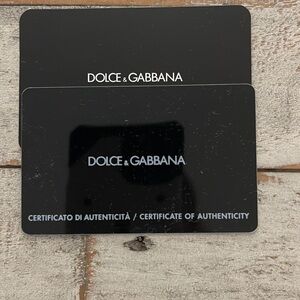 DOLCE & GABBANA
DOLCE & GABBANA
CERTIFICATO DI AUTENTICITÀ / CERTIFICATE OF AUTHENTICITY